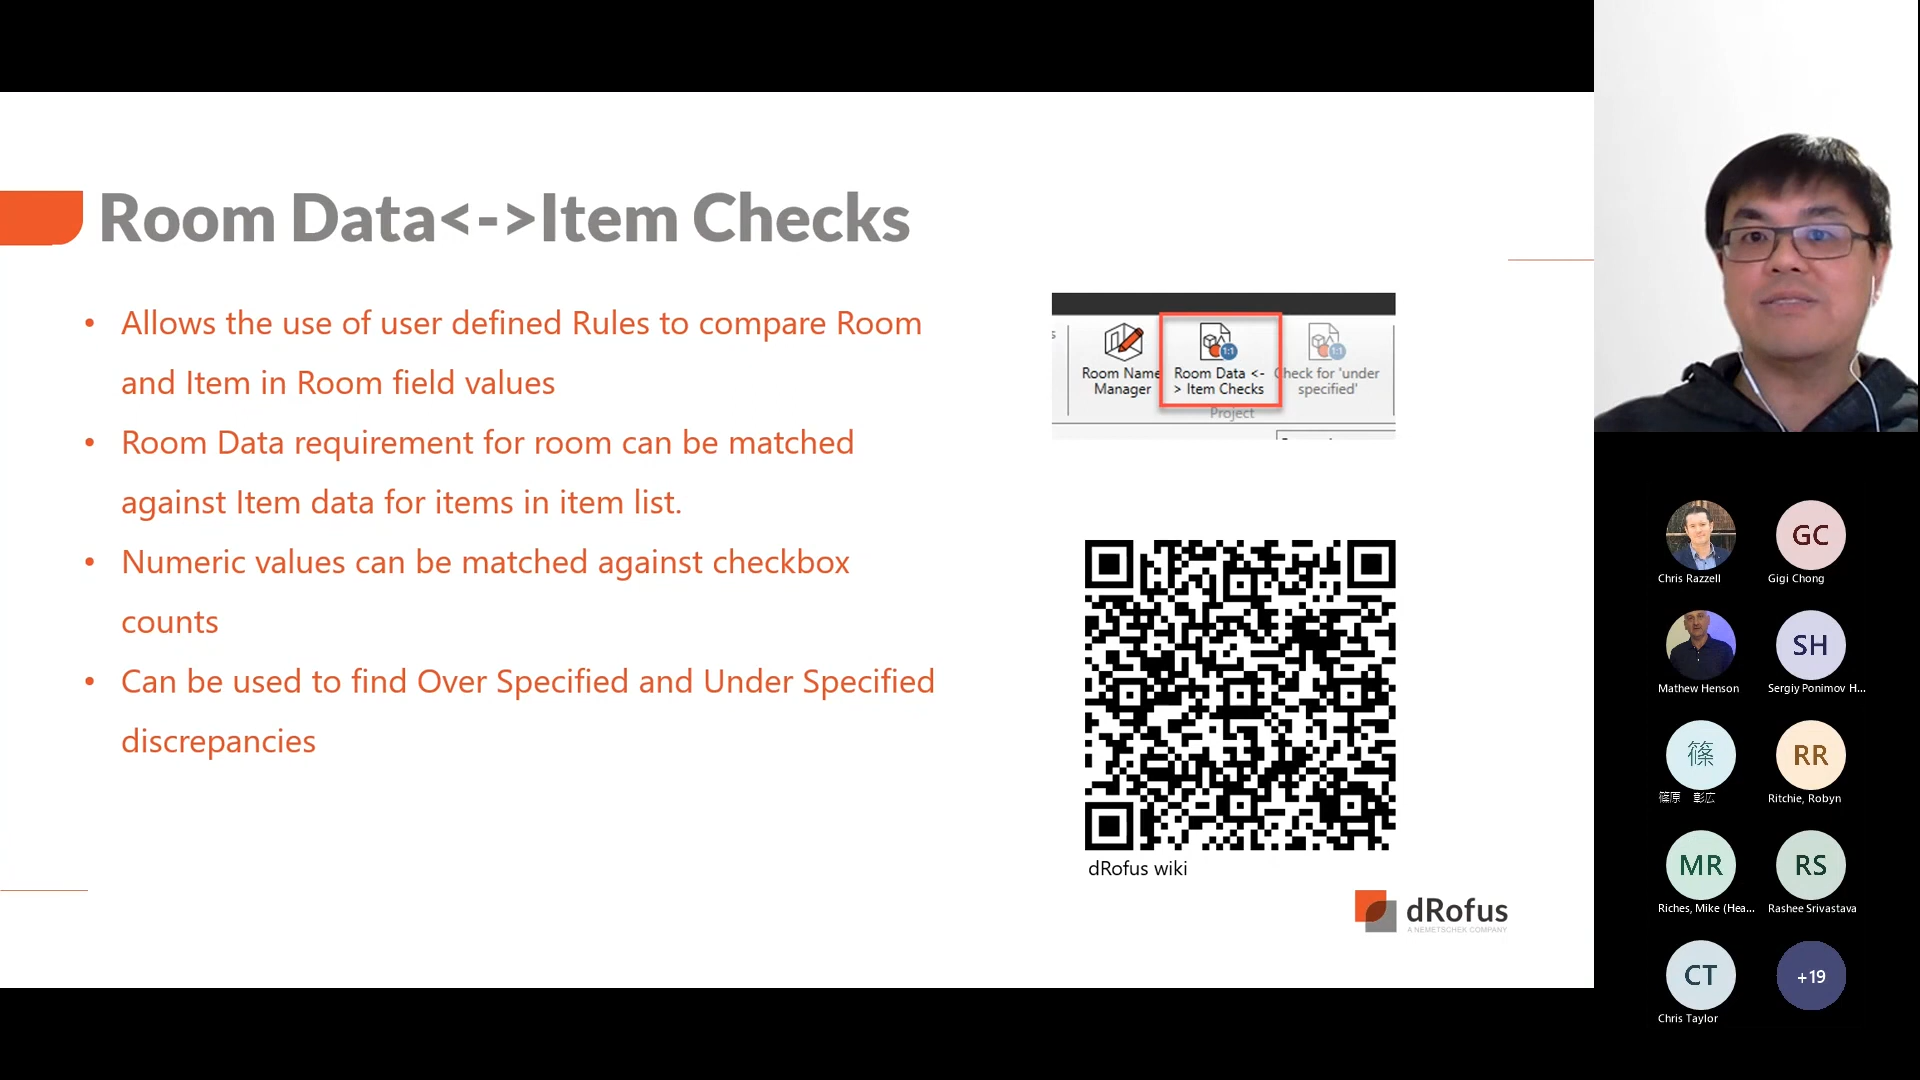 Room Data<->Item Checks
• Allows the use of user defined Rules to compare Room
and Item in Room field values
• Room Data requirement for room can be matched
against Item data for items in item list.
• Numeric values can be matched against checkbox
counts
• Can be used to find Over Specified and Under Specified
discrepancies
s
Room Name
Manager
Room Data <-
> Item Checks
Check for 'under
specified'
Project
dRofus wiki
dRofus
A NEMETSCHEK COMPANY
Chris Razzell
GC
Gigi Chong
Mathew Henson
SH
Sergiy Ponimov H...
篠
篠原 彰広
RR
Ritchie, Robyn
MR
Riches, Mike (Hea...
RS
Rashee Srivastava
CT
Chris Taylor
+19